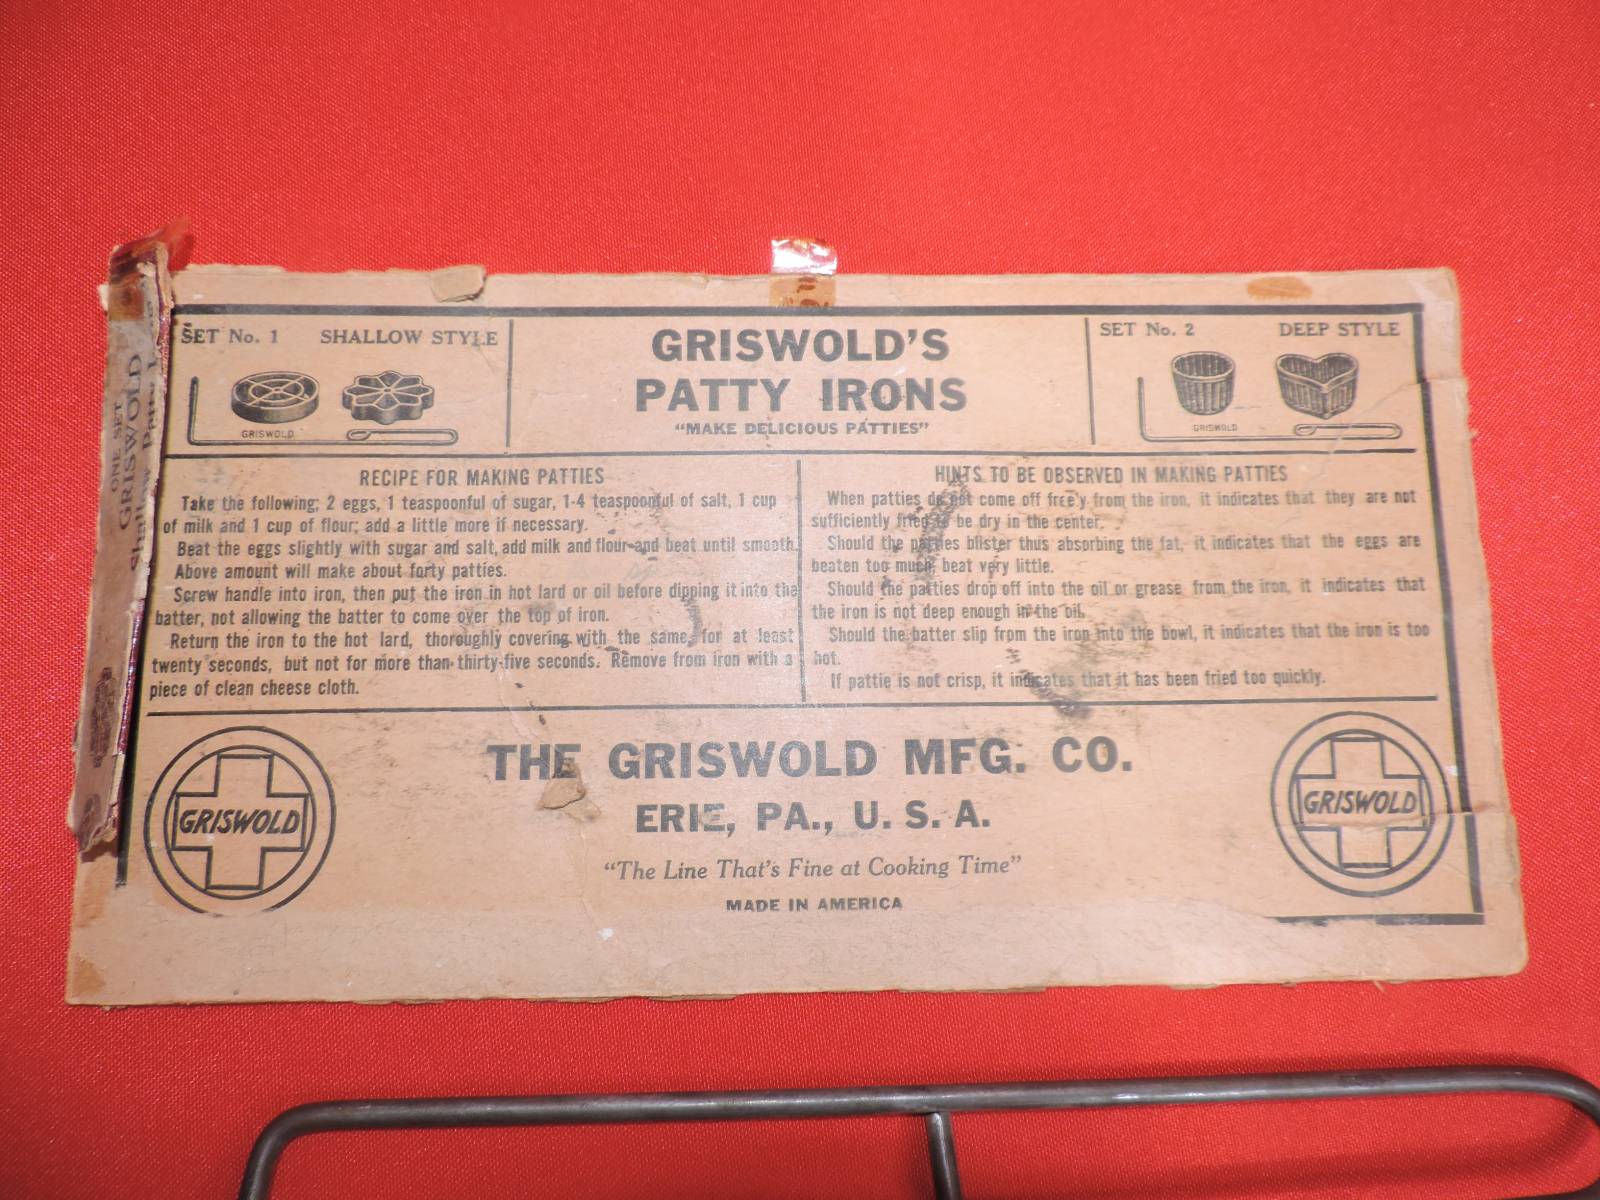 SET No. 1 SHALLOW STYLE
GRISWOLD
GRISWOLD'S
PATTY IRONS
"MAKE DELICIOUS PATTIES"
SET No. 2 DEEP STYLE
GRISWOLD
RECIPE FOR MAKING PATTIES
Take the following; 2 eggs, 1 teaspoonful of sugar, 1-4 teaspoonful of salt, 1 cup
of milk and 1 cup of flour; add a little more if necessary.
Beat the eggs slightly with sugar and salt, add milk and flour and beat until smooth.
Above amount will make about forty patties.
Screw handle into iron, then put the iron in hot lard or oil before dipping it into the
batter, not allowing the batter to come over the top of iron.
Return the iron to the hot lard, thoroughly covering with the same, for at least
twenty seconds, but not for more than thirty-five seconds. Remove from iron with a
piece of clean cheese cloth.
HINTS TO BE OBSERVED IN MAKING PATTIES
When patties do not come off freely from the iron, it indicates that they are not
sufficiently fried to be dry in the center.
Should the patties blister thus absorbing the fat, it indicates that the eggs are
beaten too much, beat very little.
Should the patties drop off into the oil or grease from the iron, it indicates that
the iron is not deep enough in the oil.
Should the batter slip from the iron into the bowl, it indicates that the iron is too
hot.
If pattie is not crisp, it indicates that it has been fried too quickly.
GRISWOLD
THE GRISWOLD MFG. CO.
ERIE, PA., U. S. A.
"The Line That's Fine at Cooking Time"
MADE IN AMERICA
GRISWOLD
ONE SET
GRISWOLD
Shallow Patty